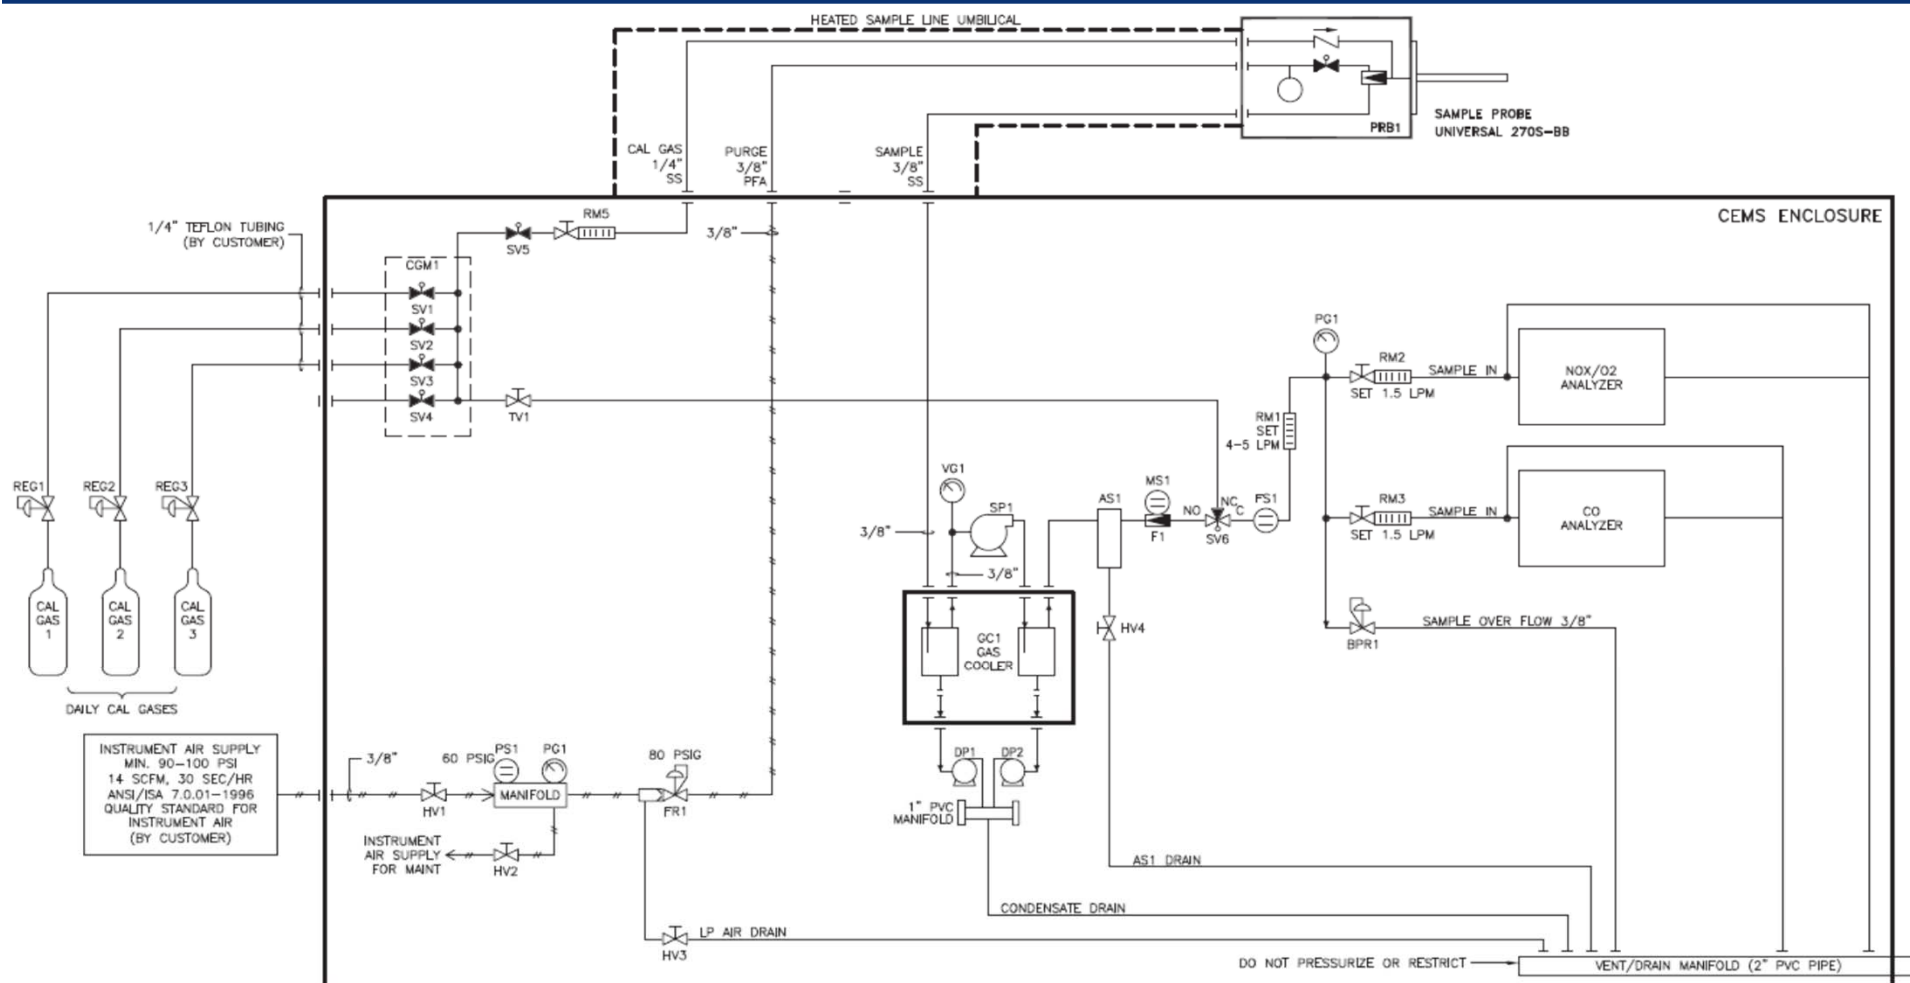 HEATED SAMPLE LINE UMBILICAL
PRB1
SAMPLE PROBE
UNIVERSAL 270S-BB
CAL GAS
1/4"
SS
PURGE
3/8"
PFA
SAMPLE
3/8"
SS
CEMS ENCLOSURE
1/4" TEFLON TUBING
(BY CUSTOMER)
RM5
SV5
3/8"
CGM1
SV1
SV2
SV3
SV4
TV1
PG1
RM2
SAMPLE IN
SET 1.5 LPM
NOX/O2
ANALYZER
RM1
SET
4-5 LPM
REG1
REG2
REG3
VG1
SP1
3/8"
3/8"
AS1
MS1
F1
NO
NC
C
SV6
FS1
RM3
SAMPLE IN
SET 1.5 LPM
CO
ANALYZER
CAL
GAS
1
CAL
GAS
2
CAL
GAS
3
DAILY CAL GASES
GC1
GAS
COOLER
HV4
BPR1
SAMPLE OVER FLOW 3/8"
INSTRUMENT AIR SUPPLY
MIN. 90-100 PSI
14 SCFM, 30 SEC/HR
ANSI/ISA 7.0.01-1996
QUALITY STANDARD FOR
INSTRUMENT AIR
(BY CUSTOMER)
3/8"
HV1
60 PSIG
PS1
PG1
MANIFOLD
80 PSIG
FR1
INSTRUMENT
AIR SUPPLY
FOR MAINT
HV2
DP1
DP2
1" PVC
MANIFOLD
AS1 DRAIN
CONDENSATE DRAIN
LP AIR DRAIN
HV3
DO NOT PRESSURIZE OR RESTRICT
VENT/DRAIN MANIFOLD (2" PVC PIPE)